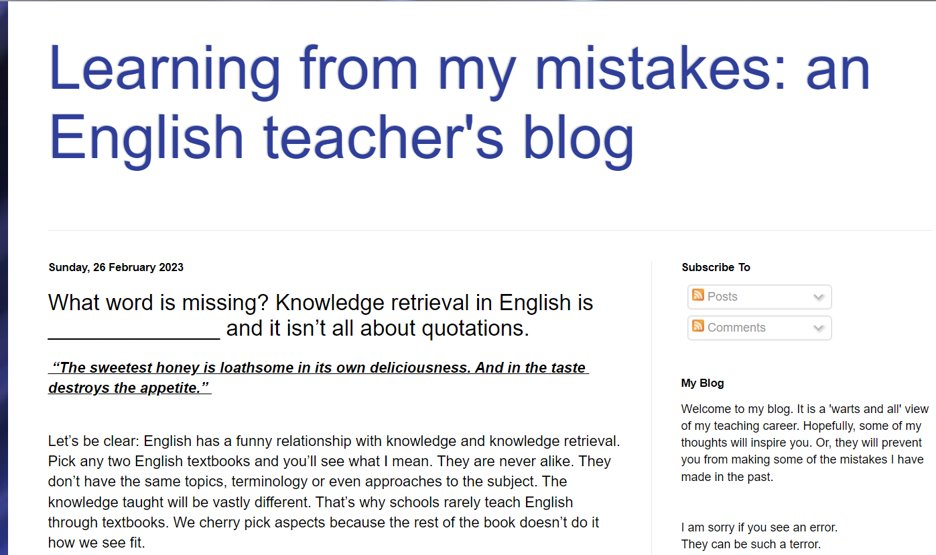 Learning from my mistakes: an
English teacher's blog
Sunday, 26 February 2023
What word is missing? Knowledge retrieval in English is
______________ and it isn’t all about quotations.
“The sweetest honey is loathsome in its own deliciousness. And in the taste
destroys the appetite.”
Let’s be clear: English has a funny relationship with knowledge and knowledge retrieval.
Pick any two English textbooks and you’ll see what I mean. They are never alike. They
don’t have the same topics, terminology or even approaches to the subject. The
knowledge taught will be vastly different. That’s why schools rarely teach English
through textbooks. We cherry pick aspects because the rest of the book doesn’t do it
how we see fit.
Subscribe To
Posts
Comments
My Blog
Welcome to my blog. It is a 'warts and all' view
of my teaching career. Hopefully, some of my
thoughts will inspire you. Or, they will prevent
you from making some of the mistakes I have
made in the past.
I am sorry if you see an error.
They can be such a terror.